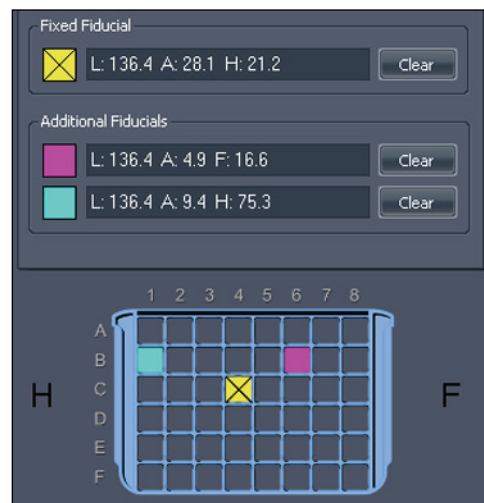 Fixed Fiducial
L: 136.4 A: 28.1 H: 21.2 Clear
Additional Fiducials
L: 136.4 A: 4.9 F: 16.6 Clear
L: 136.4 A: 9.4 H: 75.3 Clear
1 2 3 4 5 6 7 8
A
B
C
H F
D
E
F